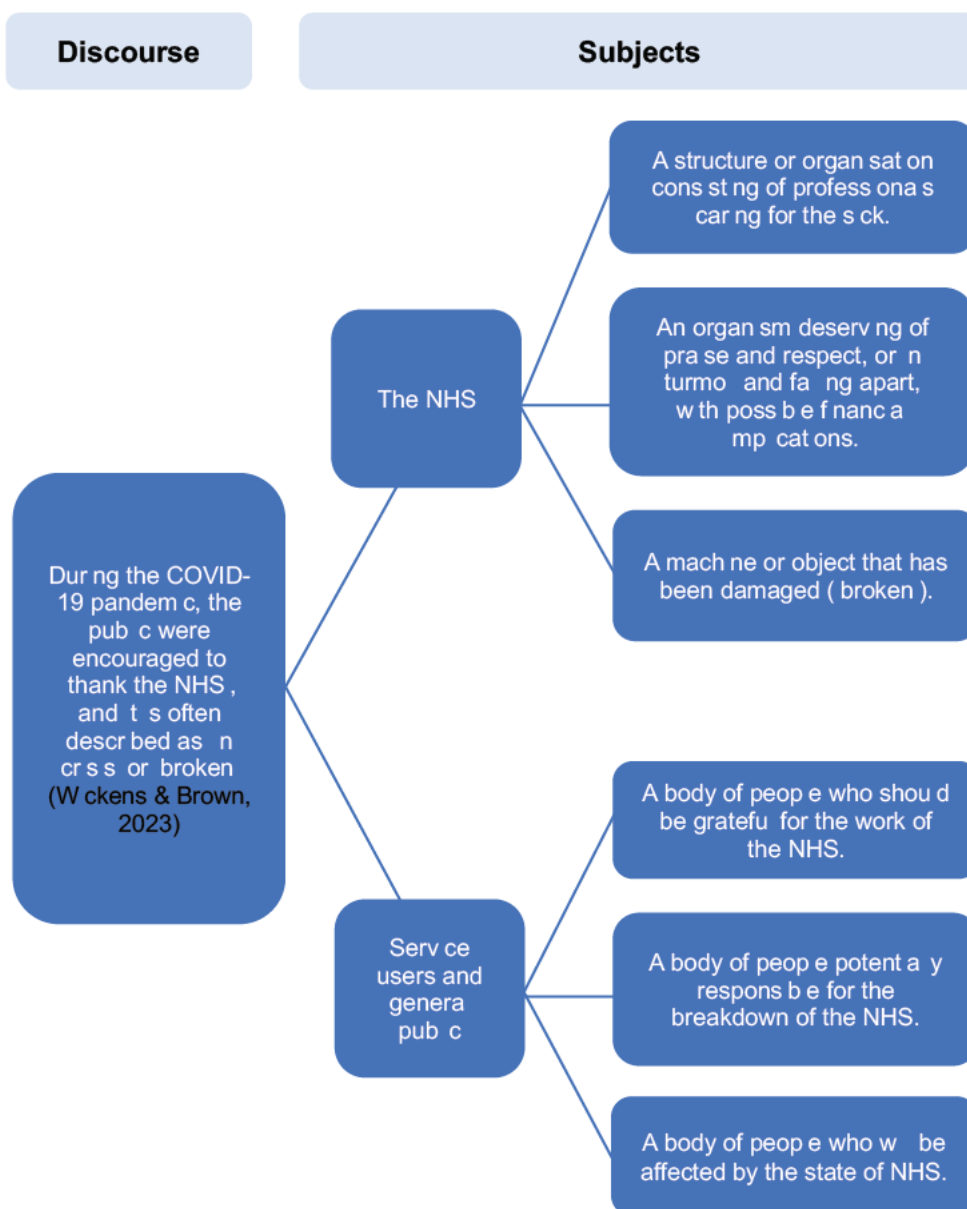 Discourse
Subjects
Dur ng the COVID-
19 pandem c, the
pub c were
encouraged to
thank the NHS ,
and t s often
descr bed as n
cr s s or broken
(W ckens & Brown,
2023)
The NHS
A structure or organ sat on
cons st ng of profess ona s
car ng for the s ck.
An organ sm deserv ng of
pra se and respect, or n
turmo and fa ng apart,
w th poss b e f nanc a
mp cat ons.
A mach ne or object that has
been damaged ( broken ).
Serv ce
users and
genera
pub c
A body of peop e who shou d
be gratefu for the work of
the NHS.
A body of peop e potent a y
respons b e for the
breakdown of the NHS.
A body of peop e who w be
affected by the state of NHS.